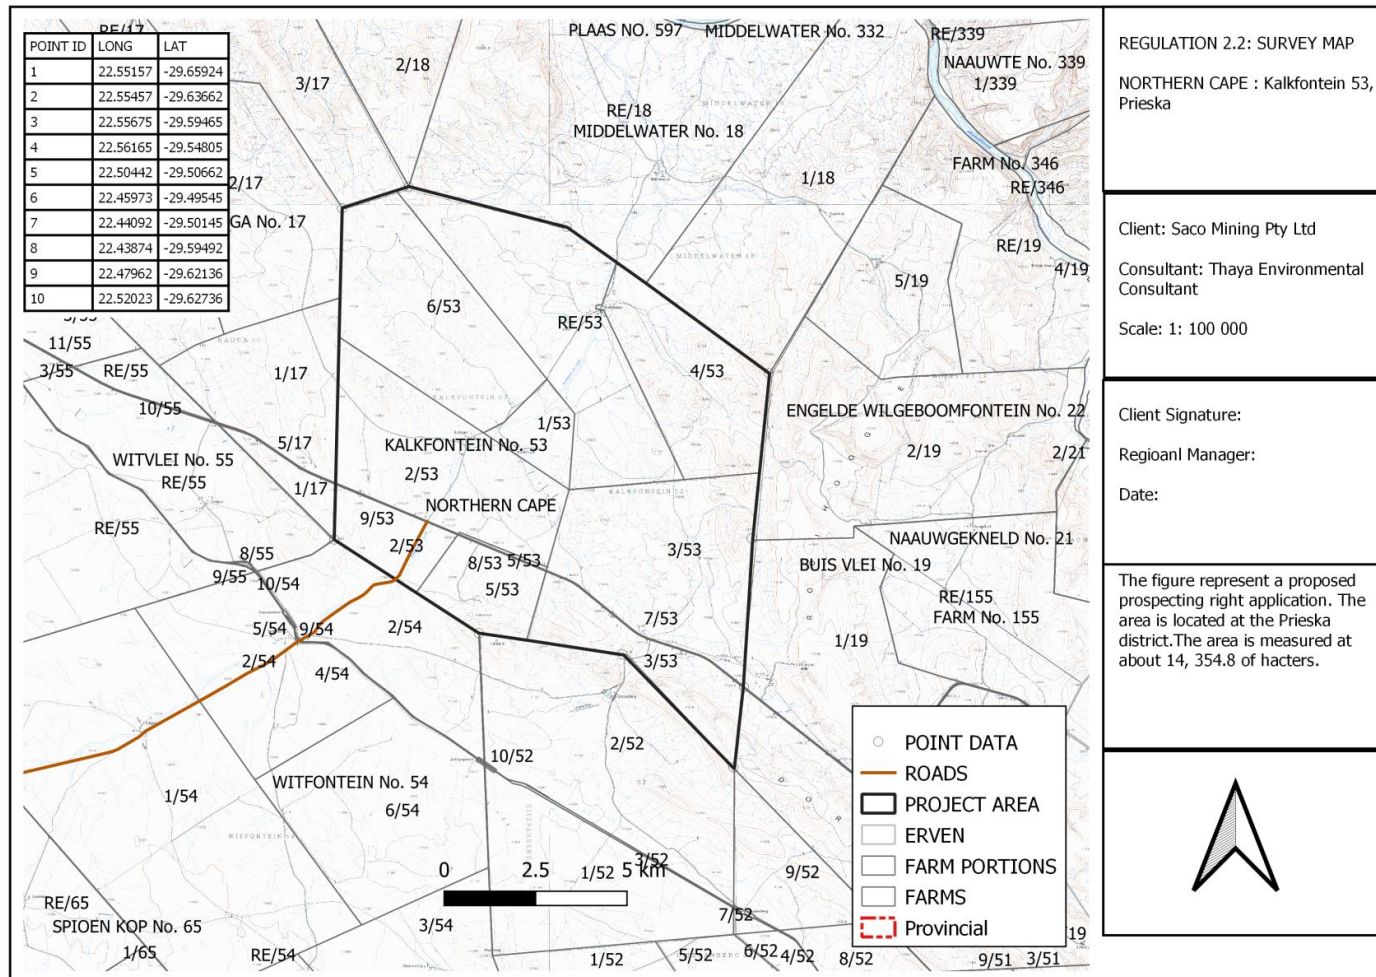 POINT ID LONG LAT
1 22.55157 -29.65924
2 22.55457 -29.63662
3 22.55675 -29.59465
4 22.56165 -29.54805
5 22.50442 -29.50662
6 22.45973 -29.49545
7 22.44092 -29.50145
8 22.43874 -29.59492
9 22.47962 -29.62136
10 22.52023 -29.62736
RE/17
3/17
2/18
PLAAS NO. 597
MIDDELWATER No. 332
RE/339
NAAUWTE No. 339
1/339
RE/18
MIDDELWATER No. 18
FARM No. 346
RE/346
1/18
2/17
GA No. 17
RE/19
4/19
5/19
MIDDELWATER 18
6/53
RE/53
11/55
3/55
RE/55
1/17
4/53
10/55
5/17
1/53
ENGELDE WILGEBOOMFONTEIN No. 22
KALKFONTEIN No. 53
2/53
2/19
2/21
WITVLEI No. 55
RE/55
1/17
KALKFONTEIN 53
NORTHERN CAPE
RE/55
9/53
2/53
NAAUWGEKNELD No. 21
8/55
9/55
10/54
8/53
5/53
5/53
3/53
BUIS VLEI No. 19
RE/155
FARM No. 155
5/54
9/54
2/54
7/53
1/19
2/54
4/54
3/53
2/52
10/52
WITFONTEIN No. 54
6/54
1/54
WITFONTEIN 54
0 2.5 5 km
3/52
1/52
9/52
RE/65
SPIOEN KOP No. 65
1/65
3/54
RE/54
7/52
1/52
5/52
6/52
4/52
8/52
9/51
3/51
/19
POINT DATA
ROADS
PROJECT AREA
ERVEN
FARM PORTIONS
FARMS
Provincial
REGULATION 2.2: SURVEY MAP
NORTHERN CAPE : Kalkfontein 53,
Prieska
Client: Saco Mining Pty Ltd
Consultant: Thaya Environmental
Consultant
Scale: 1: 100 000
Client Signature:
Regioanl Manager:
Date:
The figure represent a proposed
prospecting right application. The
area is located at the Prieska
district.The area is measured at
about 14, 354.8 of hacters.